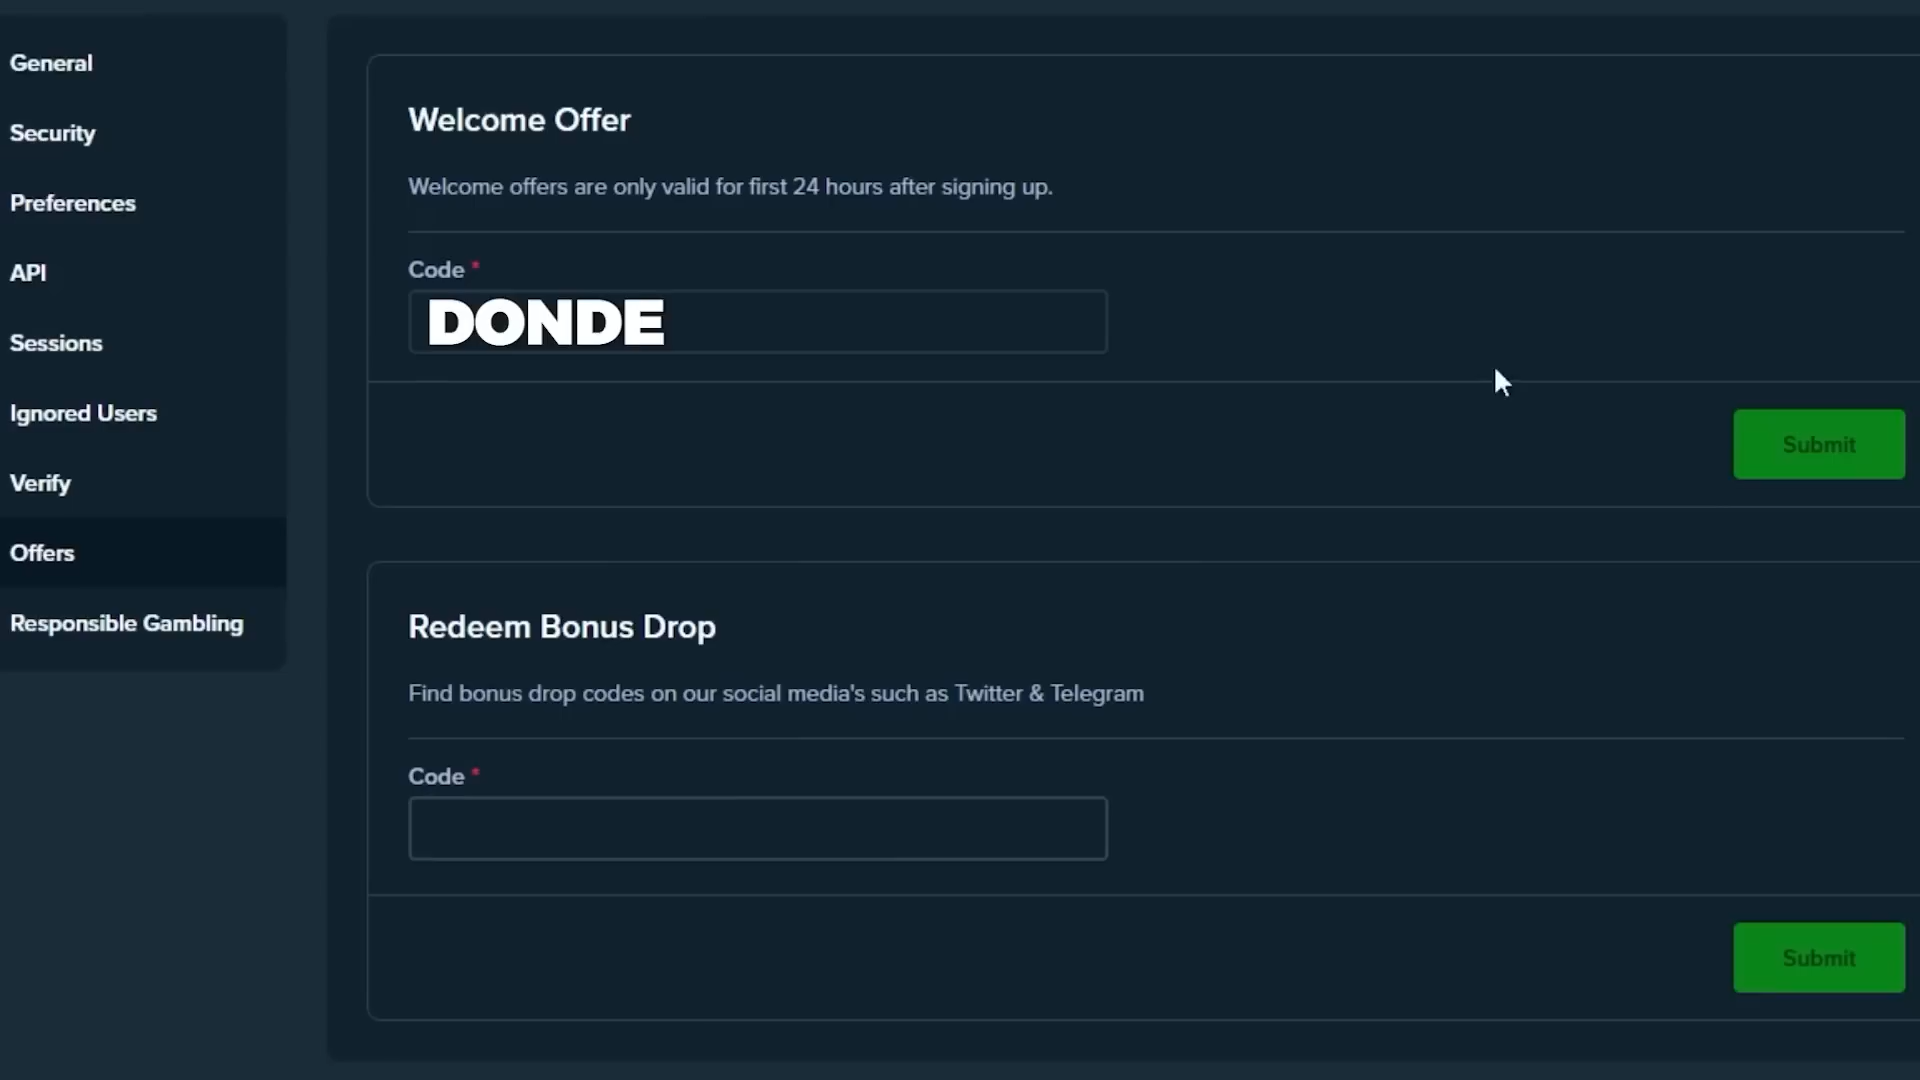 General
Security
Preferences
API
Sessions
Ignored Users
Verify
Offers
Responsible Gambling
Welcome Offer
Welcome offers are only valid for first 24 hours after signing up.
Code *
DONDE
Submit
Redeem Bonus Drop
Find bonus drop codes on our social media's such as Twitter & Telegram
Code *
Submit